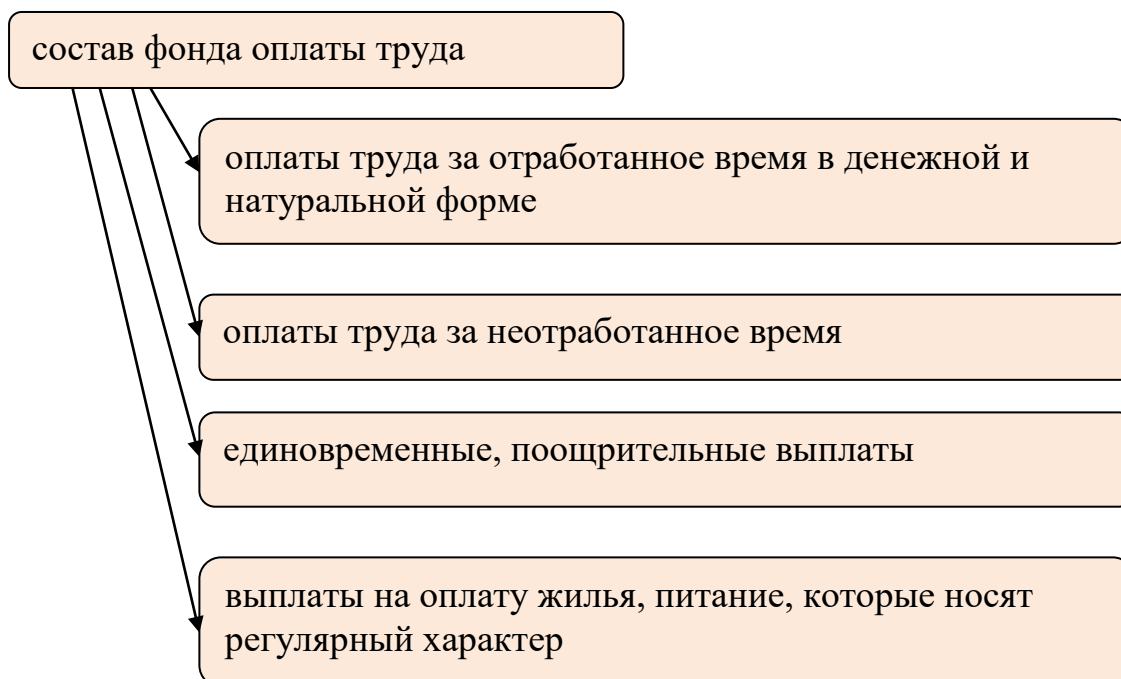 состав фонда оплаты труда
оплаты труда за отработанное время в денежной и
натуральной форме
оплаты труда за неотработанное время
единовременные, поощрительные выплаты
выплаты на оплату жилья, питание, которые носят
регулярный характер